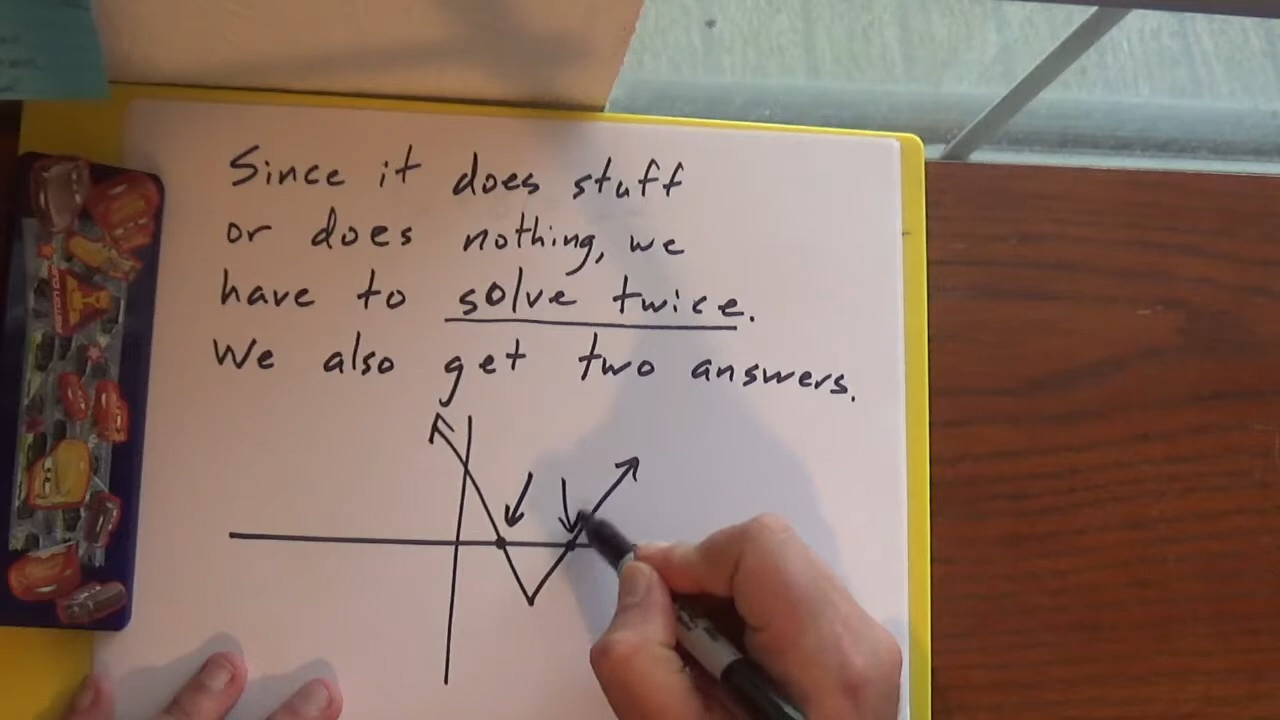 Since it does stuff
or does nothing, we
have to solve twice.
We also get two answers.